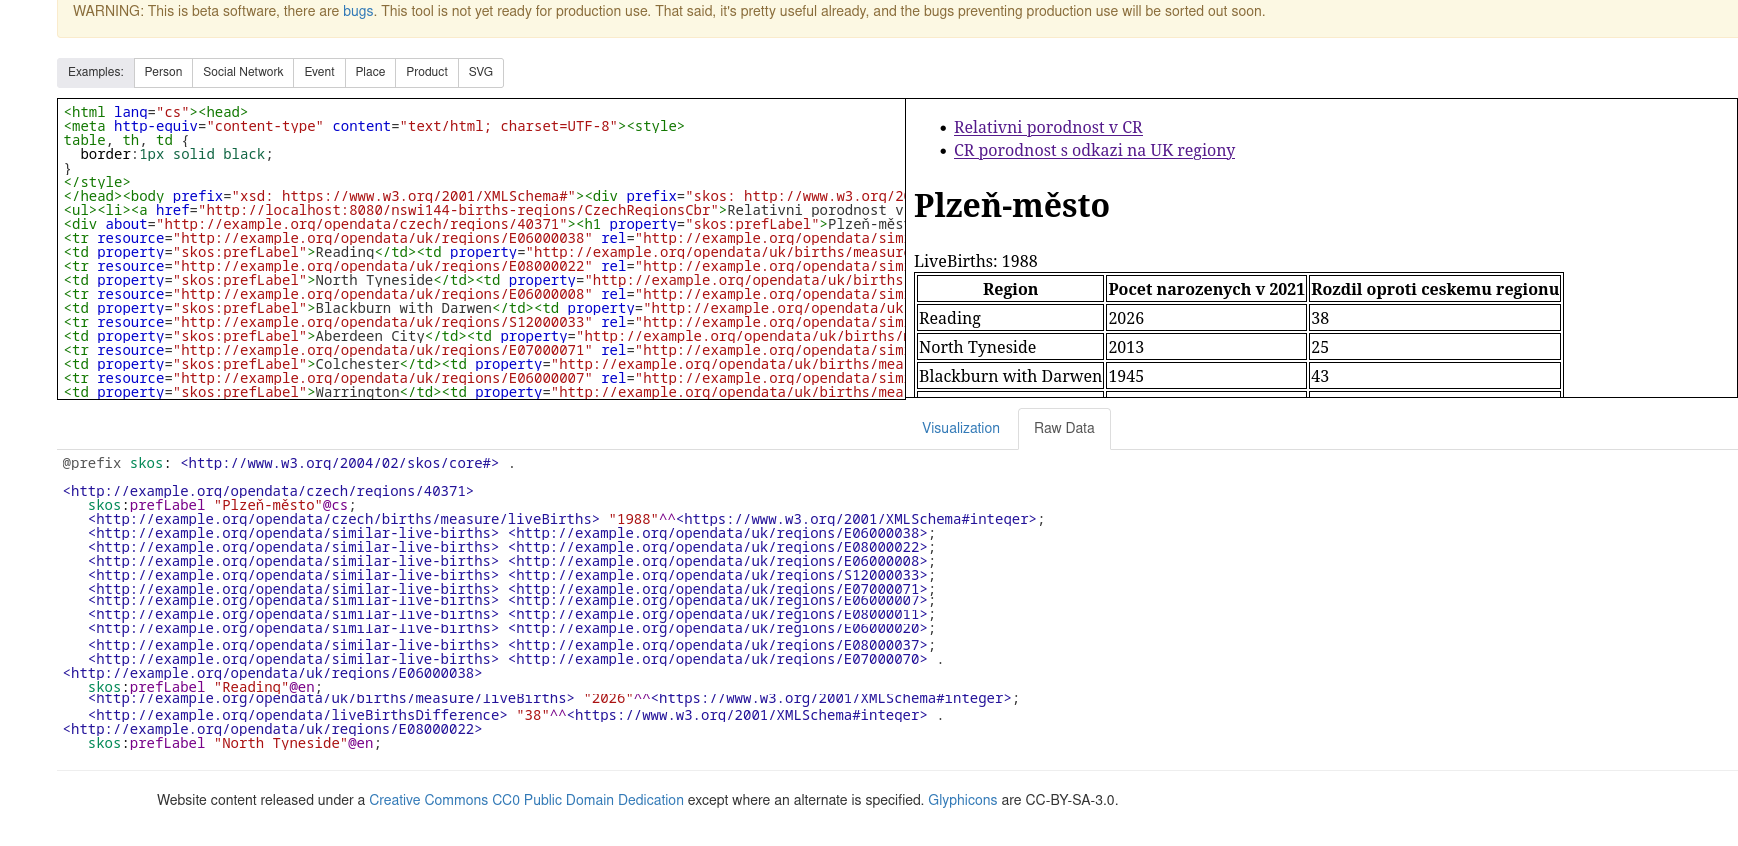 WARNING: This is beta software, there are bugs. This tool is not yet ready for production use. That said, it's pretty useful already, and the bugs preventing production use will be sorted out soon.
Examples: Person Social Network Event Place Product SVG
<html lang="cs"><head>
<meta http-equiv="content-type" content="text/html; charset=UTF-8"><style>
table, th, td {
  border:1px solid black;
}
</style>
</head><body prefix="xsd: https://www.w3.org/2001/XMLSchema#"><div prefix="skos: http://www.w3.org/20
<ul><li><a href="http://localhost:8080/nswi144-births-regions/CzechRegionsCbr">Relativni porodnost v
<div about="http://example.org/opendata/czech/regions/40371"><h1 property="skos:prefLabel">Plzeň-měs
<tr resource="http://example.org/opendata/uk/regions/E06000038" rel="http://example.org/opendata/sim
<td property="skos:prefLabel">Reading</td><td property="http://example.org/opendata/uk/births/measur
<tr resource="http://example.org/opendata/uk/regions/E08000022" rel="http://example.org/opendata/sim
<td property="skos:prefLabel">North Tyneside</td><td property="http://example.org/opendata/uk/births
<tr resource="http://example.org/opendata/uk/regions/E06000008" rel="http://example.org/opendata/sim
<td property="skos:prefLabel">Blackburn with Darwen</td><td property="http://example.org/opendata/uk
<tr resource="http://example.org/opendata/uk/regions/S12000033" rel="http://example.org/opendata/sim
<td property="skos:prefLabel">Aberdeen City</td><td property="http://example.org/opendata/uk/births/
<tr resource="http://example.org/opendata/uk/regions/E07000071" rel="http://example.org/opendata/sim
<td property="skos:prefLabel">Colchester</td><td property="http://example.org/opendata/uk/births/mea
<tr resource="http://example.org/opendata/uk/regions/E06000007" rel="http://example.org/opendata/sim
<td property="skos:prefLabel">Warrington</td><td property="http://example.org/opendata/uk/births/mea
• Relativni porodnost v CR
• CR porodnost s odkazi na UK regiony
Plzeň-město
LiveBirths: 1988
Region Pocet narozenych v 2021 Rozdil oproti ceskemu regionu
Reading 2026 38
North Tyneside 2013 25
Blackburn with Darwen 1945 43
Visualization Raw Data
@prefix skos: <http://www.w3.org/2004/02/skos/core#> .
<http://example.org/opendata/czech/regions/40371>
   skos:prefLabel "Plzeň-město"@cs;
   <http://example.org/opendata/czech/births/measure/liveBirths> "1988"^^<https://www.w3.org/2001/XMLSchema#integer>;
   <http://example.org/opendata/similar-live-births> <http://example.org/opendata/uk/regions/E06000038>;
   <http://example.org/opendata/similar-live-births> <http://example.org/opendata/uk/regions/E08000022>;
   <http://example.org/opendata/similar-live-births> <http://example.org/opendata/uk/regions/E06000008>;
   <http://example.org/opendata/similar-live-births> <http://example.org/opendata/uk/regions/S12000033>;
   <http://example.org/opendata/similar-live-births> <http://example.org/opendata/uk/regions/E07000071>;
   <http://example.org/opendata/similar-live-births> <http://example.org/opendata/uk/regions/E06000007>;
   <http://example.org/opendata/similar-live-births> <http://example.org/opendata/uk/regions/E08000011>;
   <http://example.org/opendata/similar-live-births> <http://example.org/opendata/uk/regions/E06000020>;
   <http://example.org/opendata/similar-live-births> <http://example.org/opendata/uk/regions/E08000037>;
   <http://example.org/opendata/similar-live-births> <http://example.org/opendata/uk/regions/E07000070> .
<http://example.org/opendata/uk/regions/E06000038>
   skos:prefLabel "Reading"@en;
   <http://example.org/opendata/uk/births/measure/liveBirths> "2026"^^<https://www.w3.org/2001/XMLSchema#integer>;
   <http://example.org/opendata/liveBirthsDifference> "38"^^<https://www.w3.org/2001/XMLSchema#integer> .
<http://example.org/opendata/uk/regions/E08000022>
   skos:prefLabel "North Tyneside"@en;
Website content released under a Creative Commons CC0 Public Domain Dedication except where an alternate is specified. Glyphicons are CC-BY-SA-3.0.